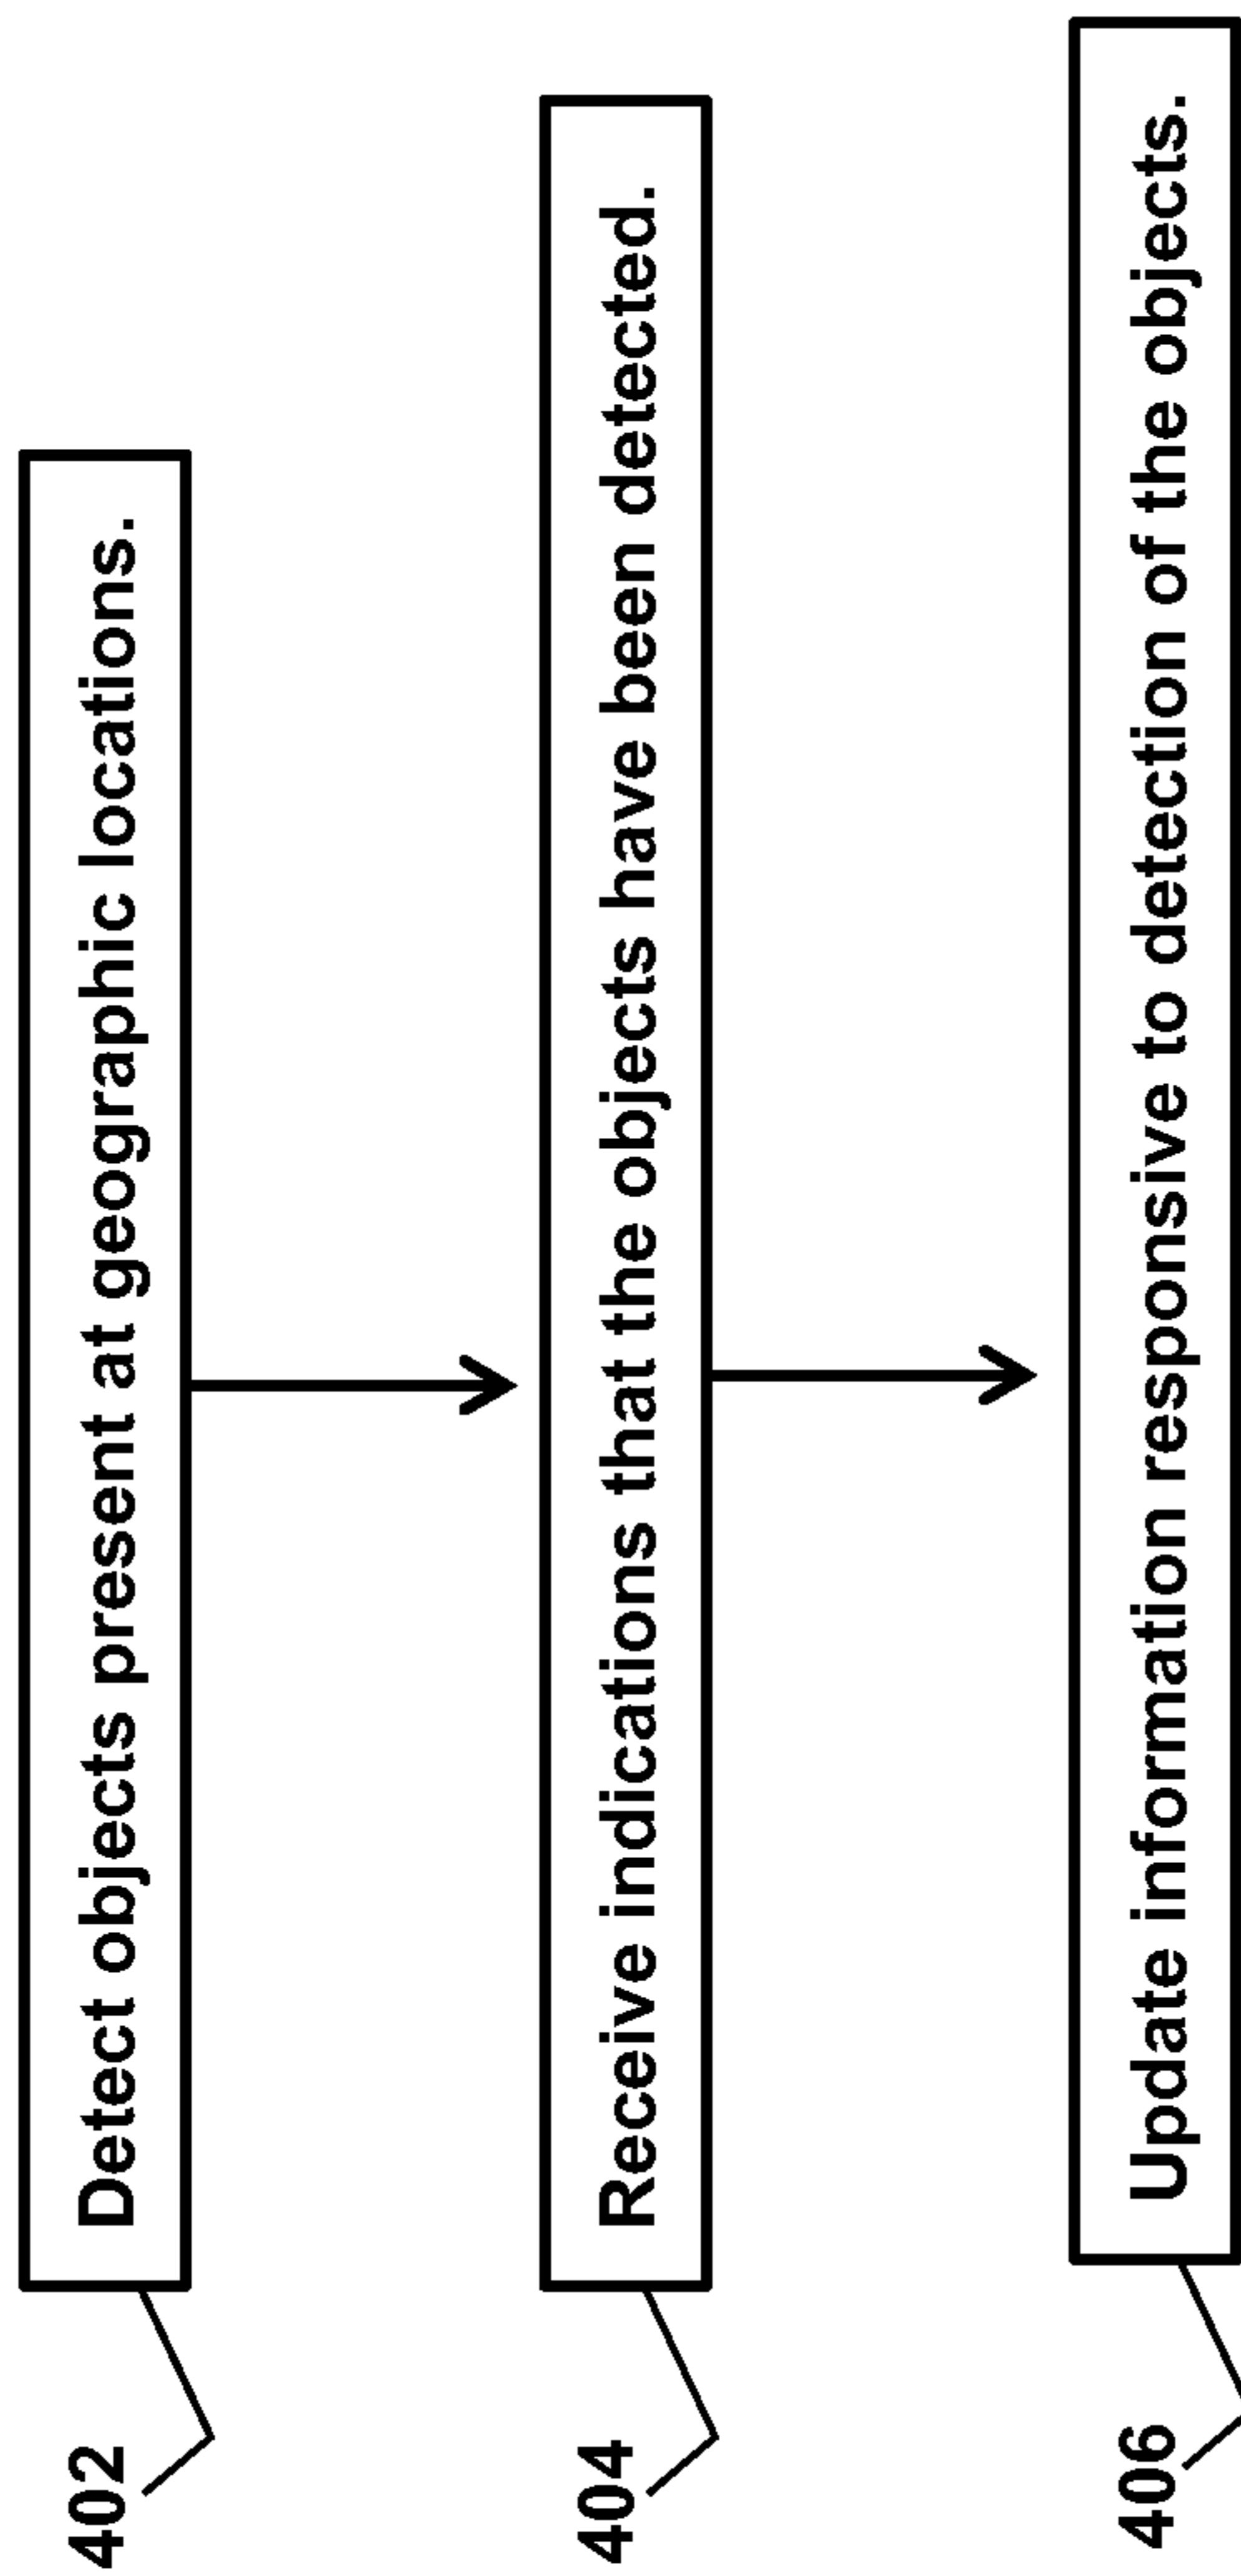 402
Detect objects present at geographic locations.
404
Receive indications that the objects have been detected.
406
Update information responsive to detection of the objects.